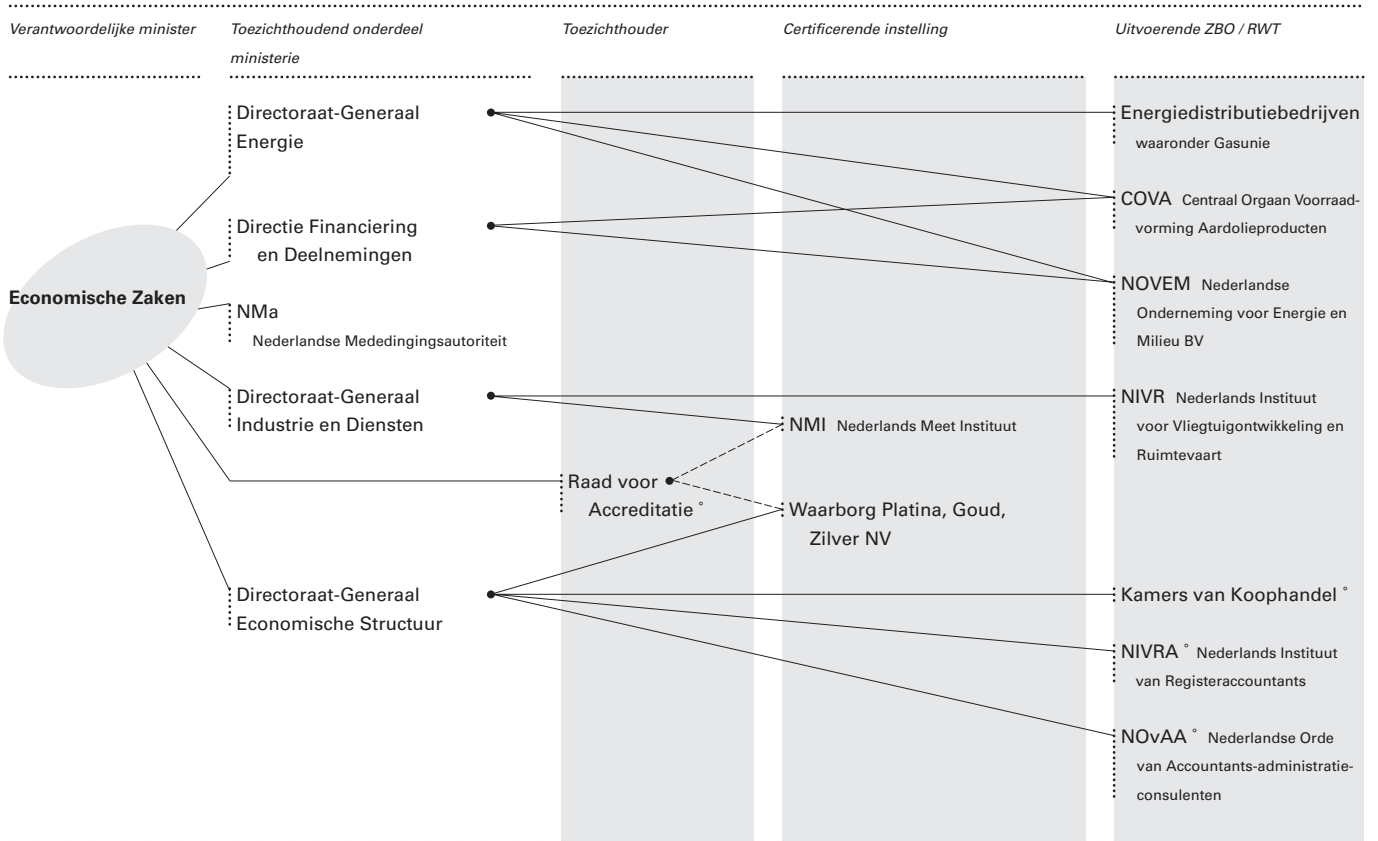 Verantwoordelijke minister
Toezichthoudend onderdeel
ministerie
Toezichthouder
Certificerende instelling
Uitvoerende ZBO / RWT
Economische Zaken
Directoraat-Generaal
Energie
Directie Financiering
en Deelnemingen
NMa
Nederlandse Mededingingsautoriteit
Directoraat-Generaal
Industrie en Diensten
Directoraat-Generaal
Economische Structuur
Raad voor
Accreditatie °
NMI Nederlands Meet Instituut
Waarborg Platina, Goud,
Zilver NV
Energiedistributiebedrijven
waaronder Gasunie
COVA Centraal Orgaan Voorraad-
vorming Aardolieproducten
NOVEM Nederlandse
Onderneming voor Energie en
Milieu BV
NIVR Nederlands Instituut
voor Vliegtuigontwikkeling en
Ruimtevaart
Kamers van Koophandel °
NIVRA ° Nederlands Instituut
van Registeraccountants
NOvAA ° Nederlandse Orde
van Accountants-administratie-
consulenten